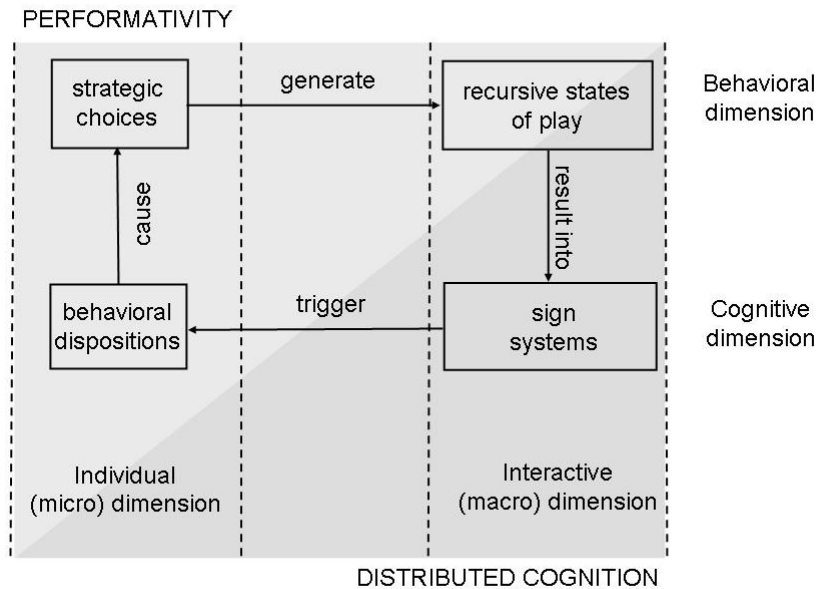 PERFORMATIVITY
strategic
choices
generate
recursive states
of play
Behavioral
dimension
cause
result into
behavioral
dispositions
trigger
sign
systems
Cognitive
dimension
Individual
(micro) dimension
Interactive
(macro) dimension
DISTRIBUTED COGNITION